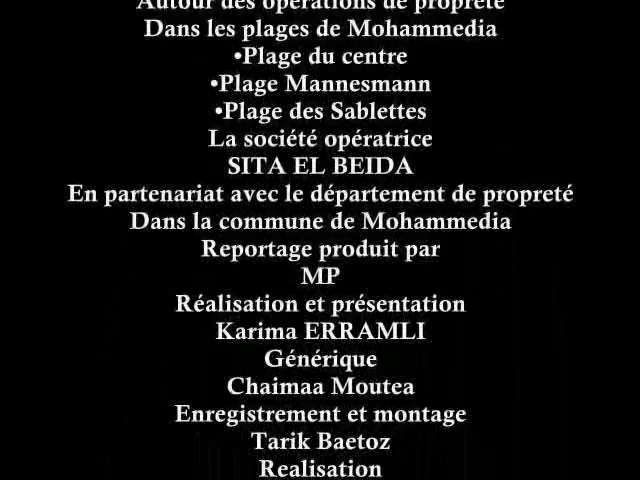 Autour des opérations de propreté
Dans les plages de Mohammedia
•Plage du centre
•Plage Mannesmann
•Plage des Sablettes
La société opératrice
SITA EL BEIDA
En partenariat avec le département de propreté
Dans la commune de Mohammedia
Reportage produit par
MP
Réalisation et présentation
Karima ERRAMLI
Générique
Chaimaa Moutea
Enregistrement et montage
Tarik Baetoz
Realisation